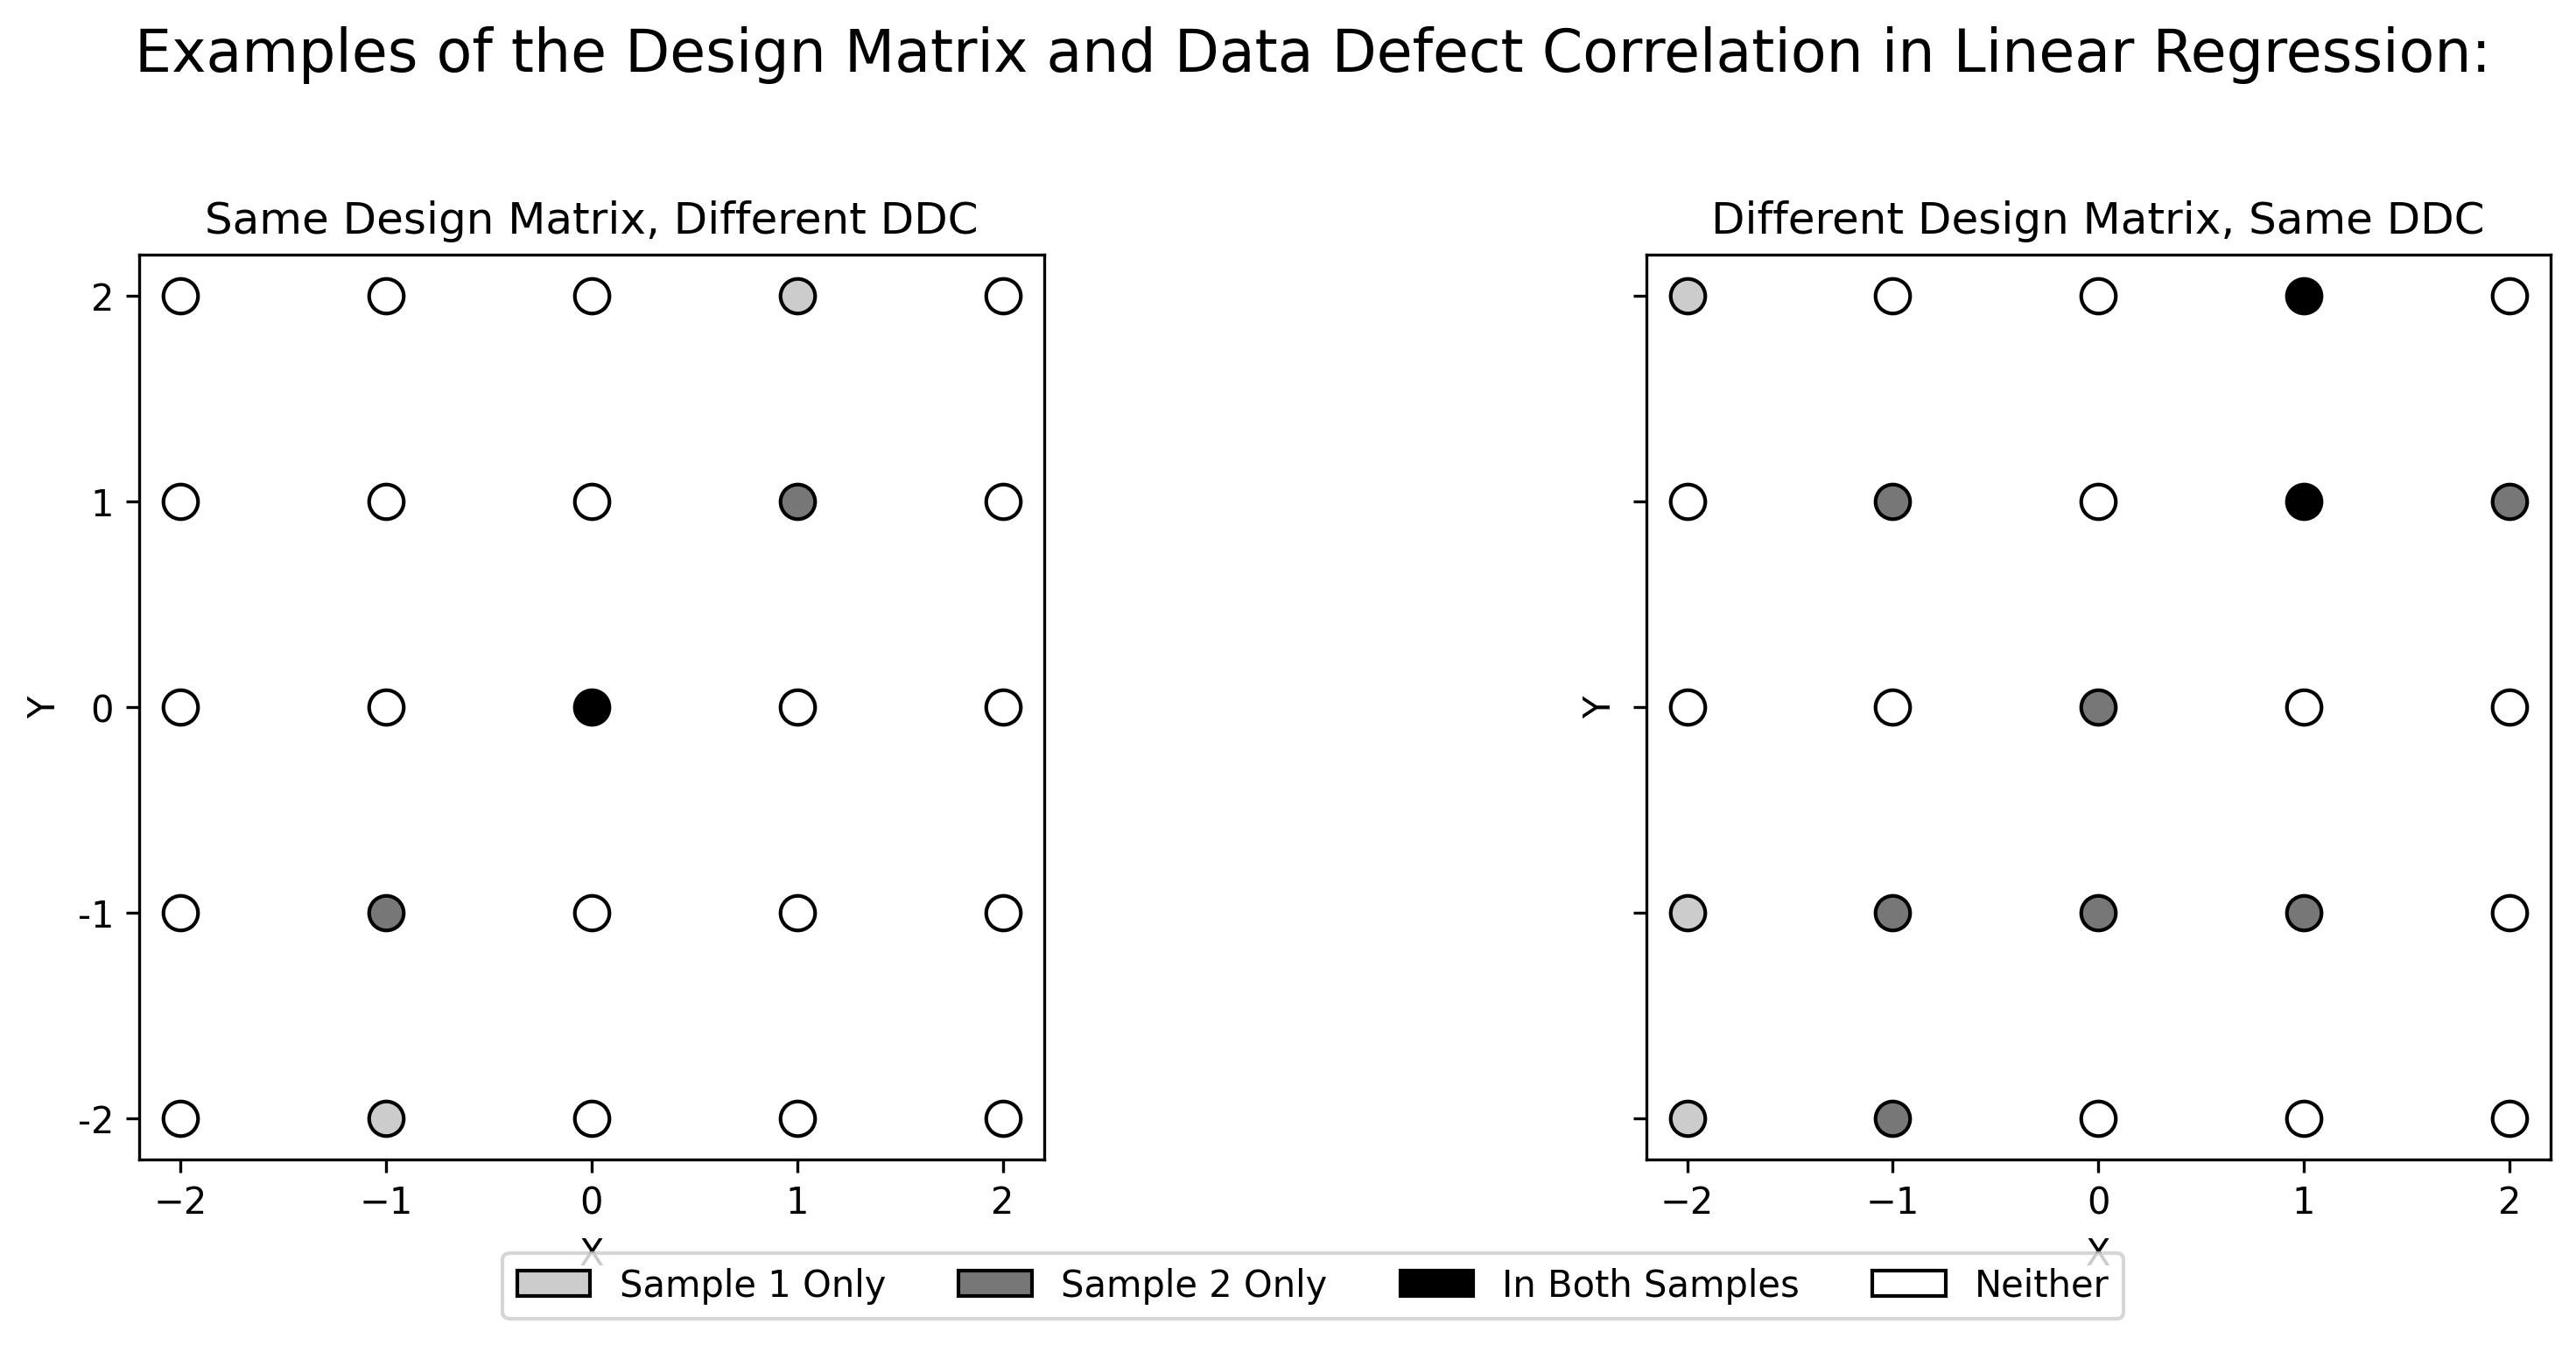 Examples of the Design Matrix and Data Defect Correlation in Linear Regression:
Same Design Matrix, Different DDC
2
1
0
-1
-2
Y
−2 −1 0 1 2
X
Different Design Matrix, Same DDC
Y
−2 −1 0 1 2
X
Sample 1 Only Sample 2 Only In Both Samples Neither